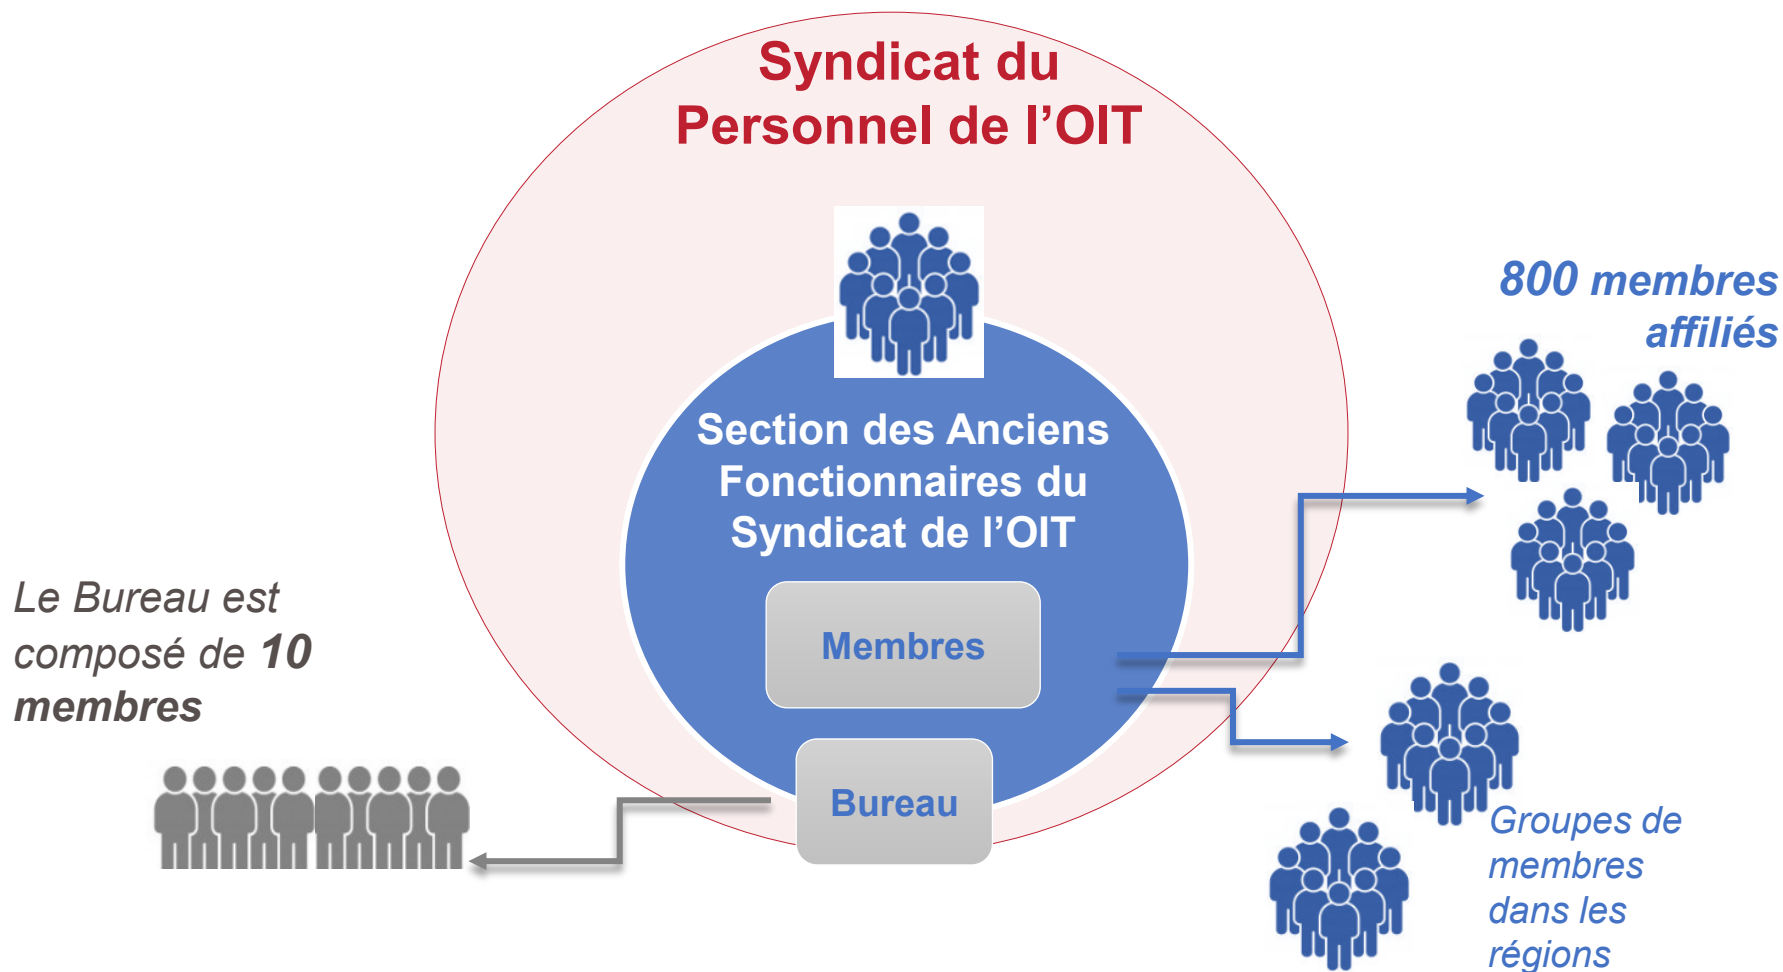 Syndicat du
Personnel de l’OIT
800 membres
affiliés
Section des Anciens
Fonctionnaires du
Syndicat de l’OIT
Le Bureau est
composé de 10
membres
Membres
Bureau
Groupes de
membres
dans les
régions